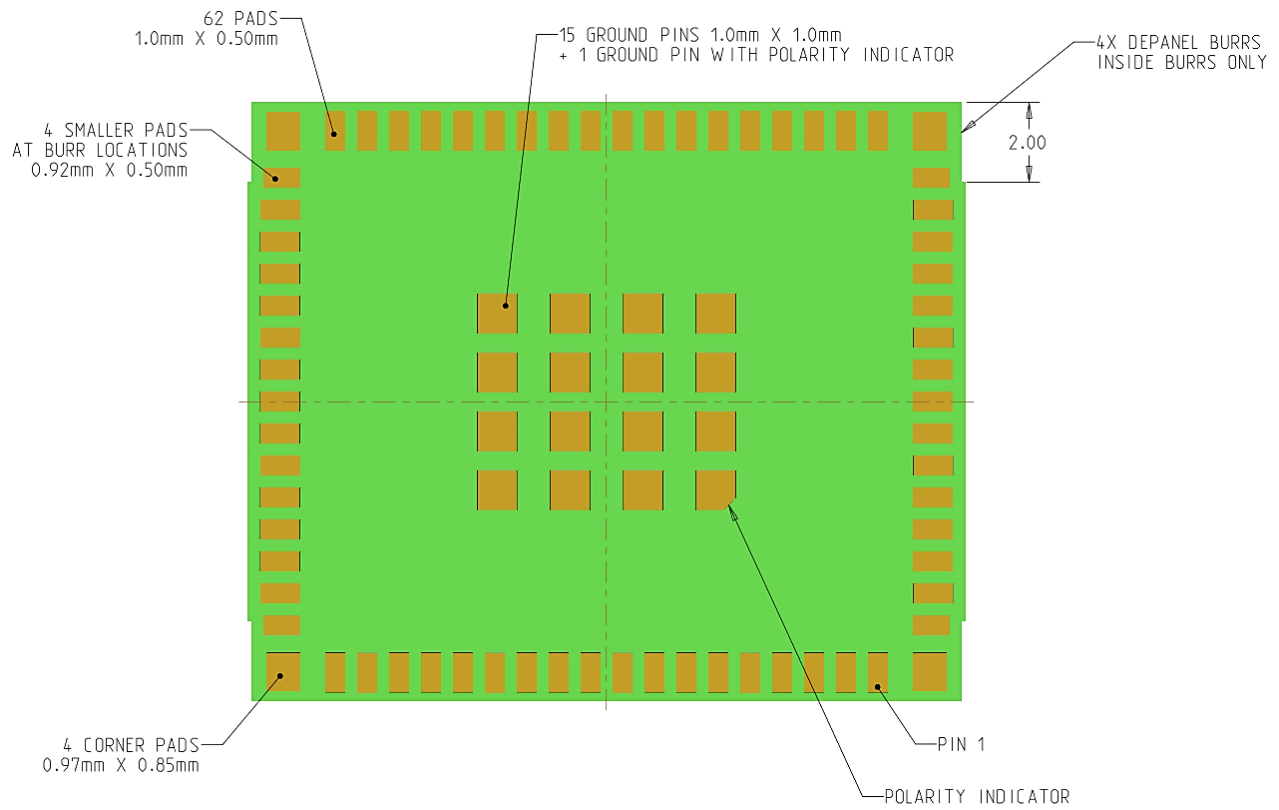 62 PADS
1.0mm X 0.50mm
15 GROUND PINS 1.0mm X 1.0mm
+ 1 GROUND PIN WITH POLARITY INDICATOR
4X DEPANEL BURRS
INSIDE BURRS ONLY
4 SMALLER PADS
AT BURR LOCATIONS
0.92mm X 0.50mm
2.00
4 CORNER PADS
0.97mm X 0.85mm
PIN 1
POLARITY INDICATOR